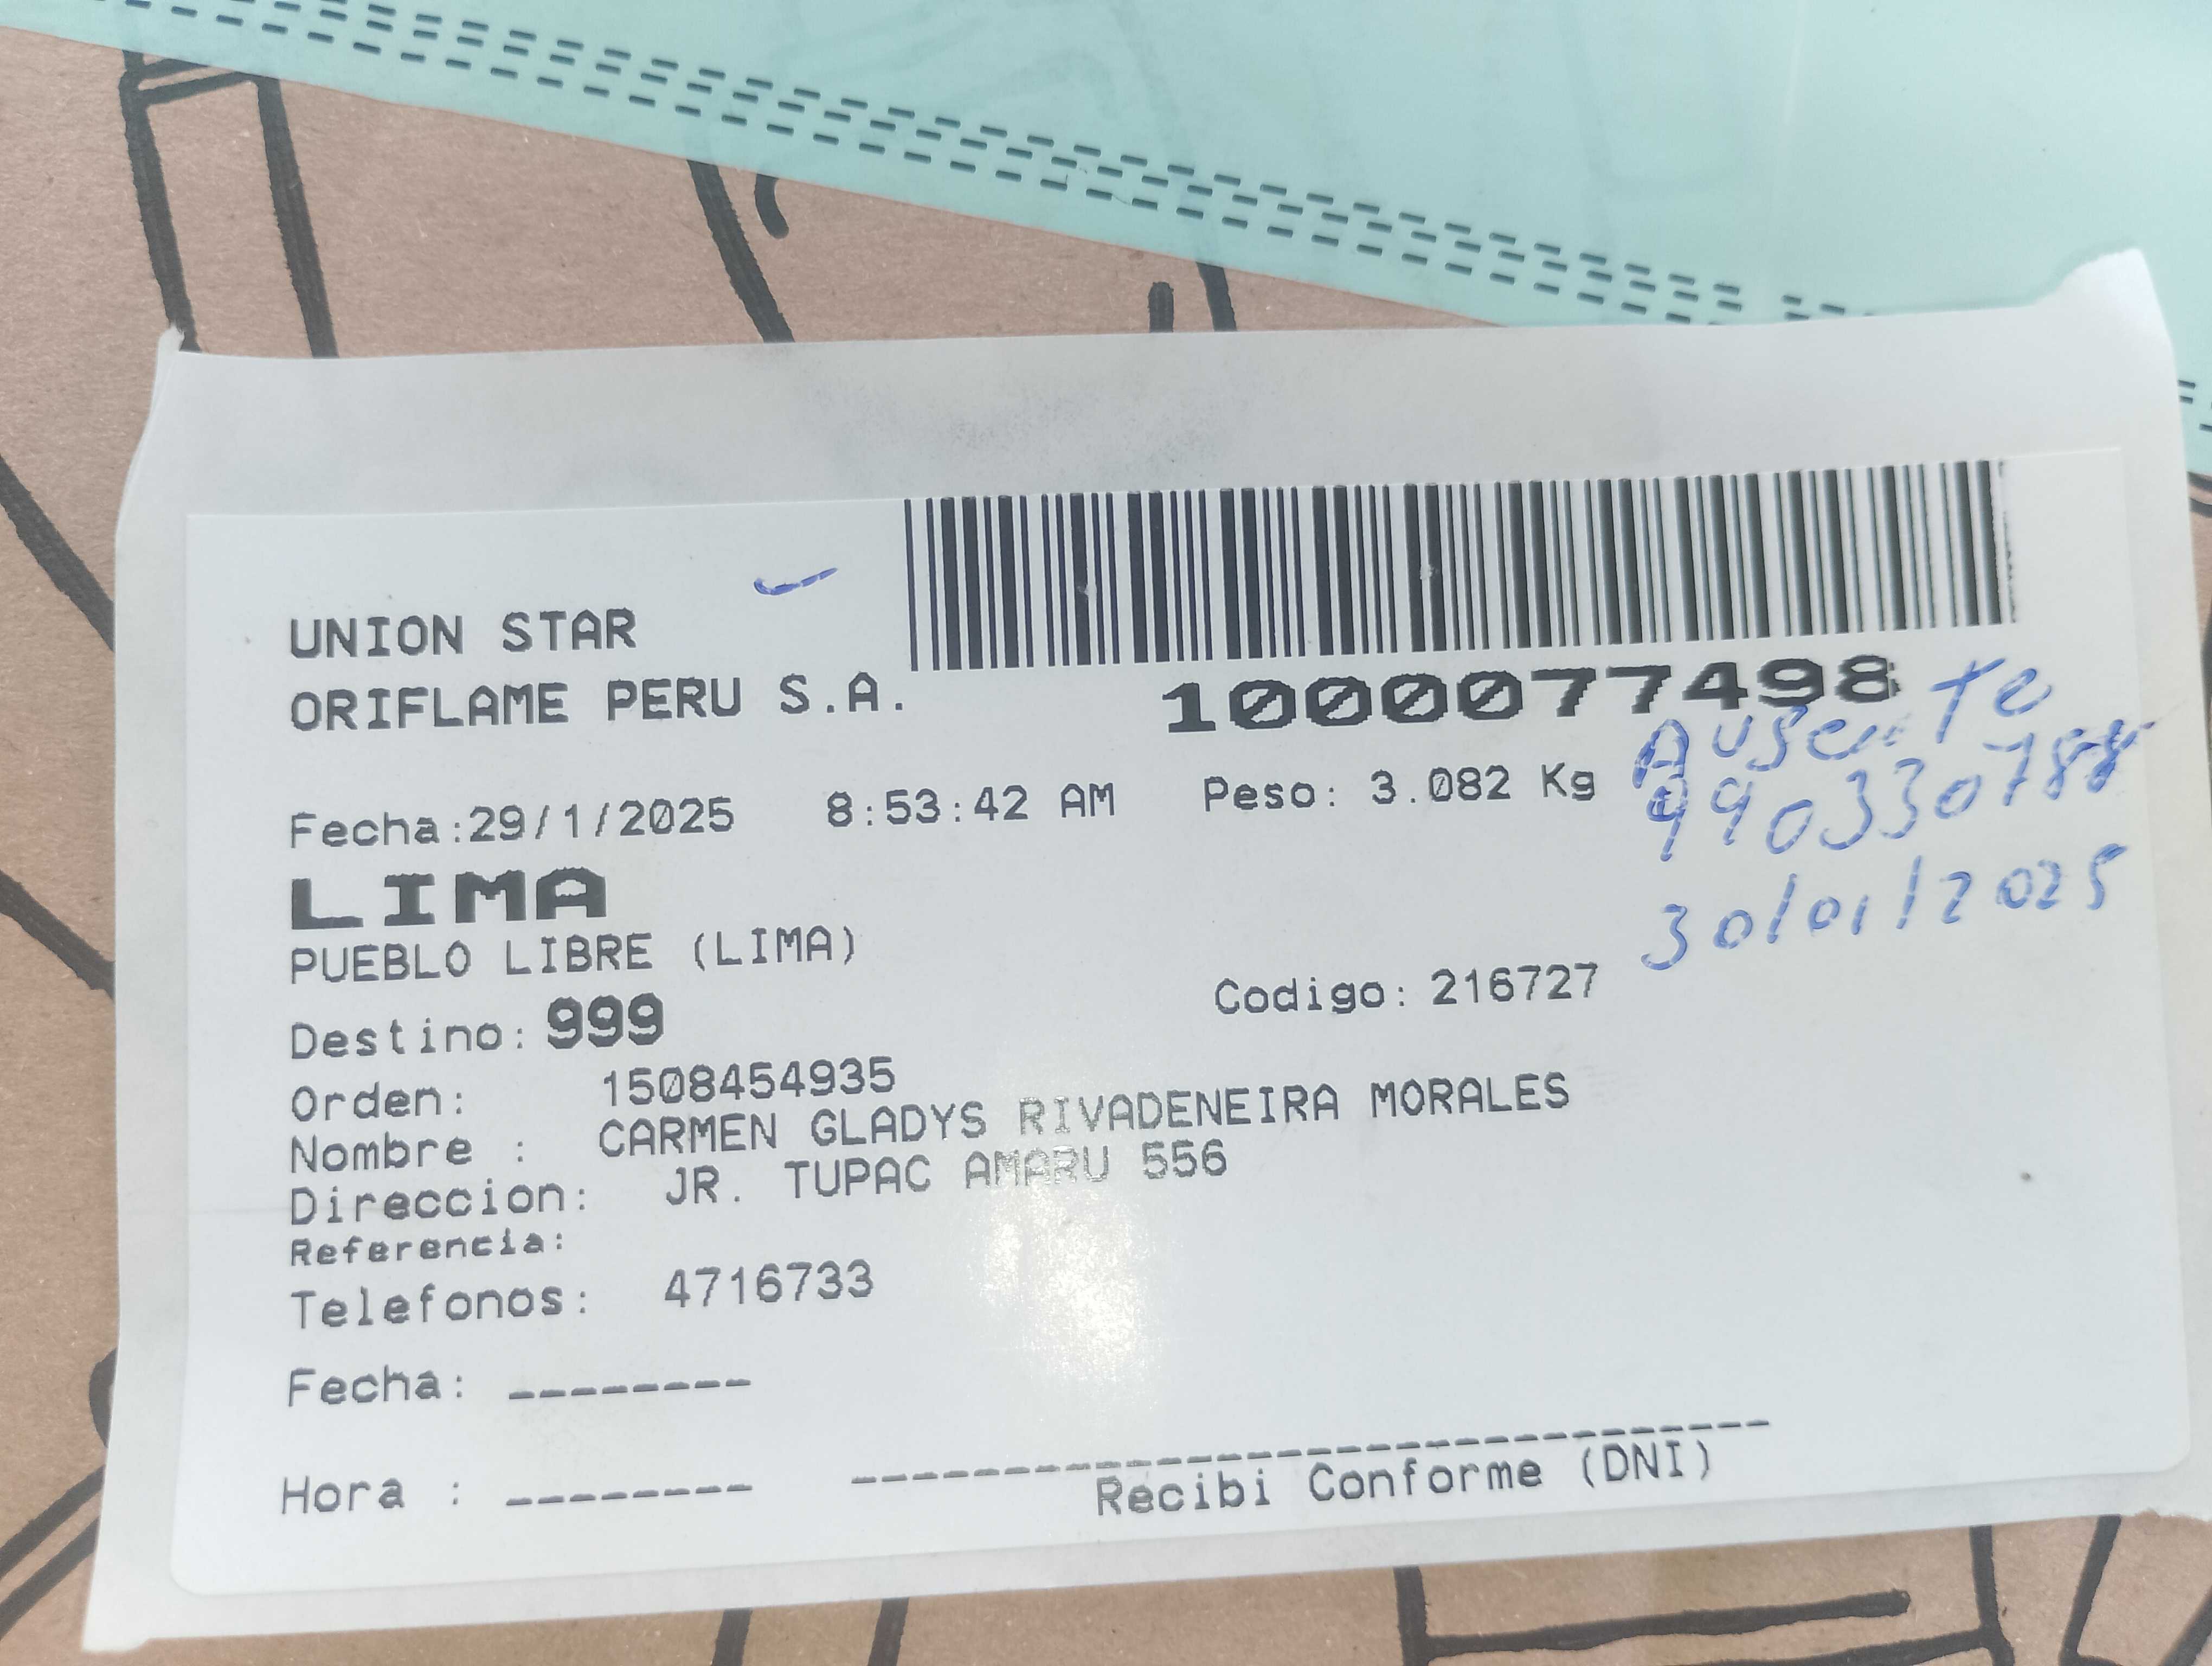 UNION STAR
ORIFLAME PERU S.A.
1000077498
Ausente
Fecha:29/1/2025 8:53:42 AM Peso: 3.082 Kg
990330788
LIMA
30/01/2025
PUEBLO LIBRE (LIMA)
Destino: 999 Codigo: 216727
Orden: 1508454935
Nombre : CARMEN GLADYS RIVADENEIRA MORALES
Direccion: JR. TUPAC AMARU 556
Referencia:
Telefonos: 4716733
Fecha: --------
Hora : --------
Recibi Conforme (DNI)